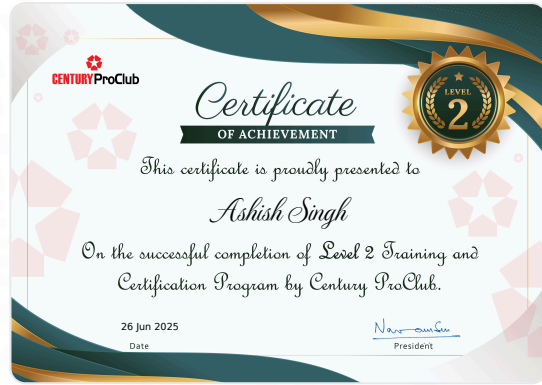 CENTURY ProClub
LEVEL
2
Certificate
OF ACHIEVEMENT
This certificate is proudly presented to
Ashish Singh
On the successful completion of Level 2 Training and
Certification Program by Century ProClub.
26 Jun 2025
Date
President